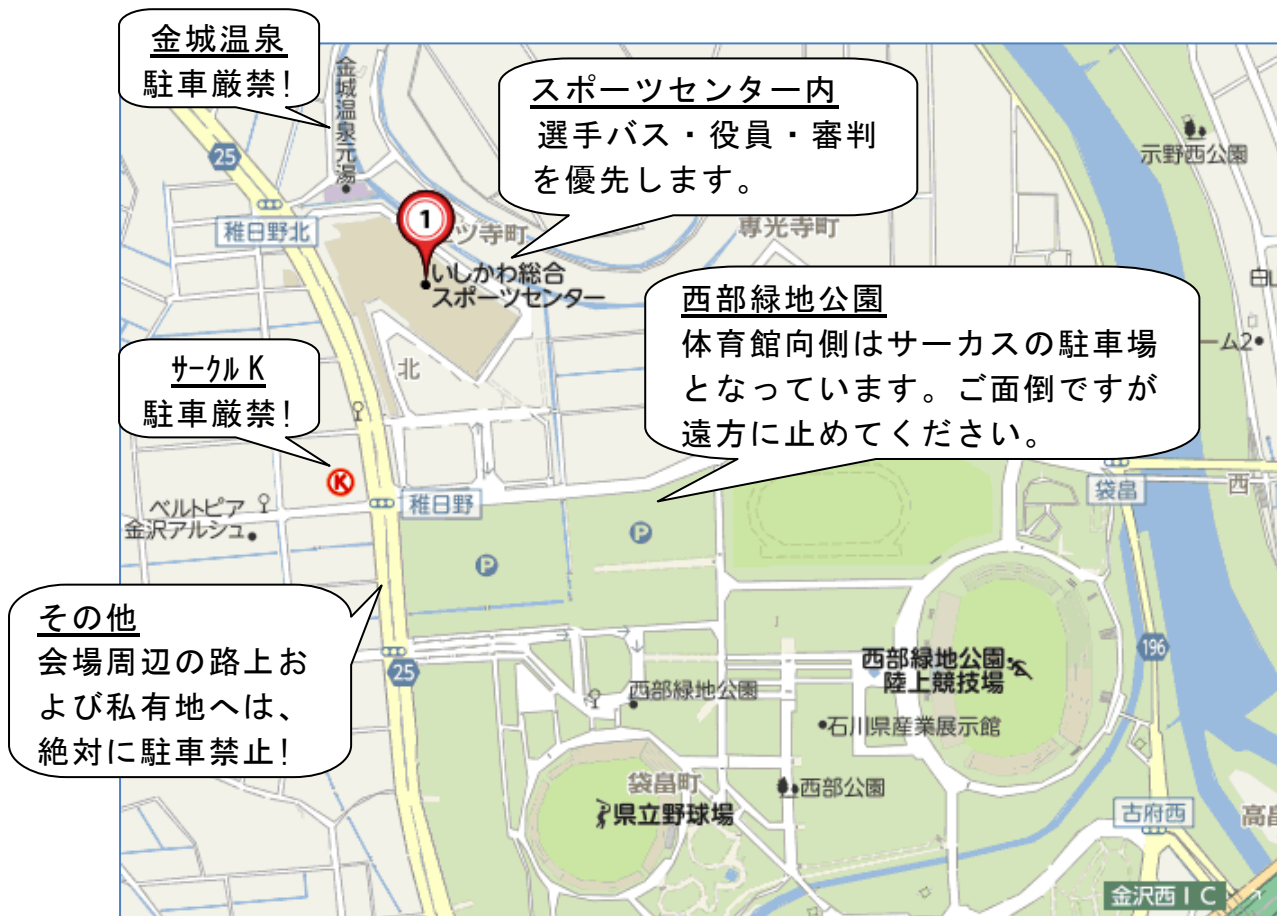 金城温泉
駐車厳禁!
金城温泉元湯
スポーツセンター内
選手バス・役員・審判
を優先します。
示野西公園
25
稚日野北
1
ツ寺町
専光寺町
いしかわ総合
スポーツセンター
西部緑地公園
体育館向側はサーカスの駐車場
となっています。ご面倒ですが
遠方に止めてください。
白山
ーム2
サークルK
駐車厳禁!
北
K
稚日野
袋畠
西
ベルトピア
金沢アルシュ
P
P
その他
会場周辺の路上お
よび私有地へは、
絶対に駐車禁止!
25
196
西部緑地公園
陸上競技場
西部緑地公園
石川県産業展示館
袋畠町
西部公園
県立野球場
古府西
高畠
金沢西IC